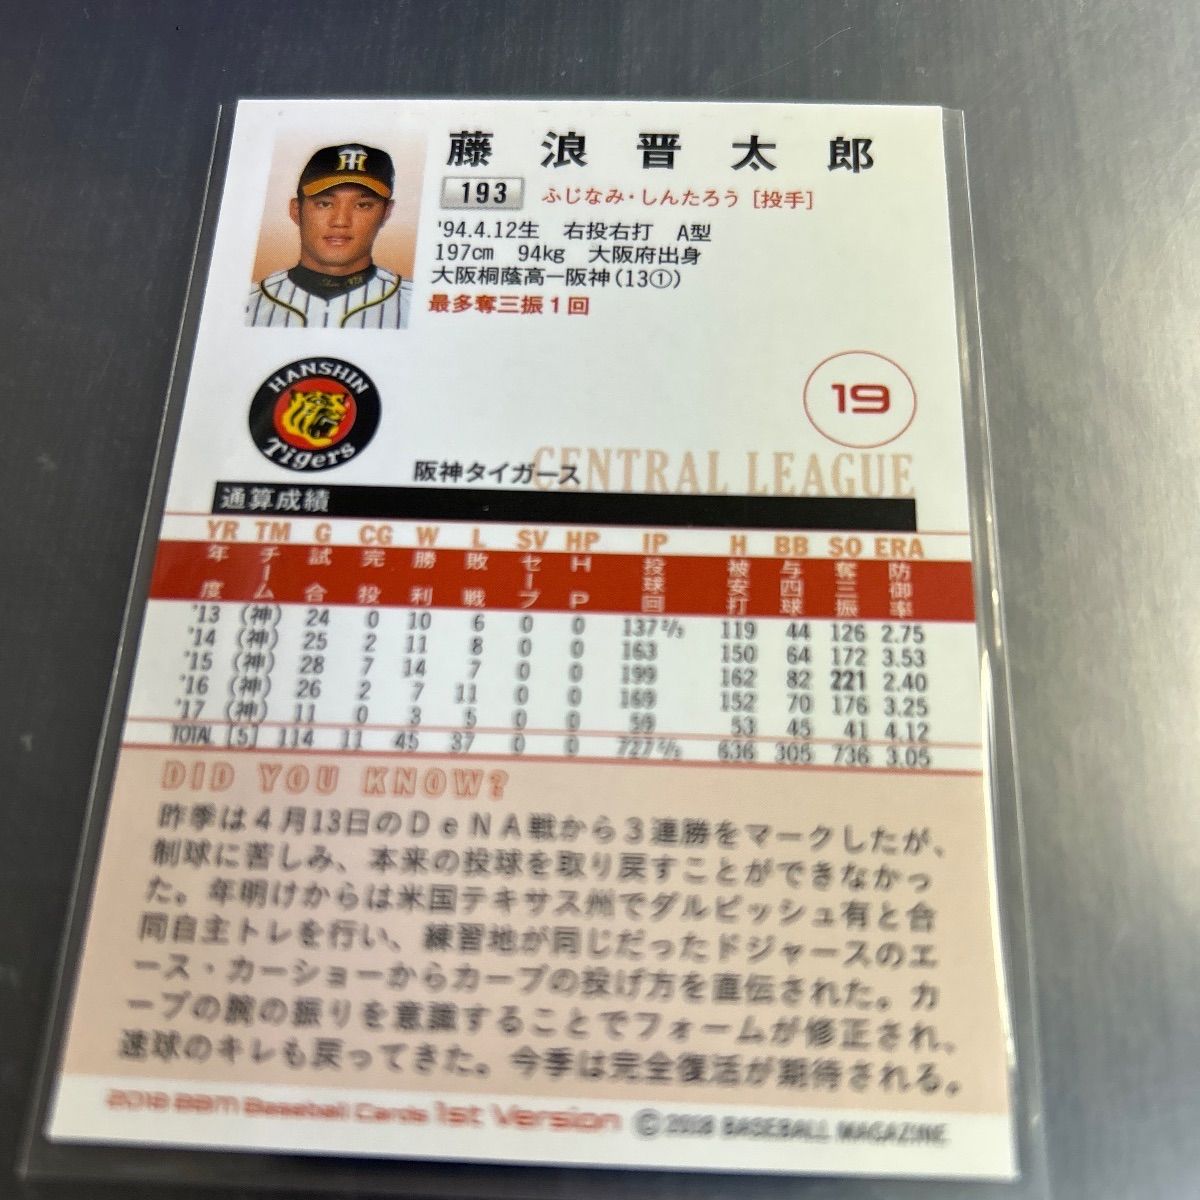 藤浪晋太郎
193 ふじなみ・しんたろう［投手］
'94.4.12生 右投右打 A型
197cm 94kg 大阪府出身
大阪桐蔭高ー阪神(13①)
最多奪三振1回
HANSHIN
Tigers
19
阪神タイガース
CENTRAL LEAGUE
通算成績
YR TM G CG W L SV HP IP H BB SO ERA
年度 チーム 試合 完投 勝利 敗戦 セーブ HP 投球回 被安打 与四球 奪三振 防御率
'13 (神) 24 0 10 6 0 0 137 2/3 119 44 126 2.75
'14 (神) 25 2 11 8 0 0 163 150 64 172 3.53
'15 (神) 28 7 14 7 0 0 199 162 82 221 2.40
'16 (神) 26 2 7 11 0 0 169 152 70 176 3.25
'17 (神) 11 0 3 5 0 0 59 53 45 41 4.12
TOTAL [5] 114 11 45 37 0 0 727 2/3 636 305 736 3.05
DID YOU KNOW?
昨季は4月13日のDeNA戦から3連勝をマークしたが、
制球に苦しみ、本来の投球を取り戻すことができなかっ
た。年明けからは米国テキサス州でダルビッシュ有と合
同自主トレを行い、練習地が同じだったドジャースのエ
ース・カーショーからカーブの投げ方を直伝された。カ
ーブの腕の振りを意識することでフォームが修正され、
速球のキレも戻ってきた。今季は完全復活が期待される。
2018 BBM Baseball Cards 1st Version © 2018 BASEBALL MAGAZINE